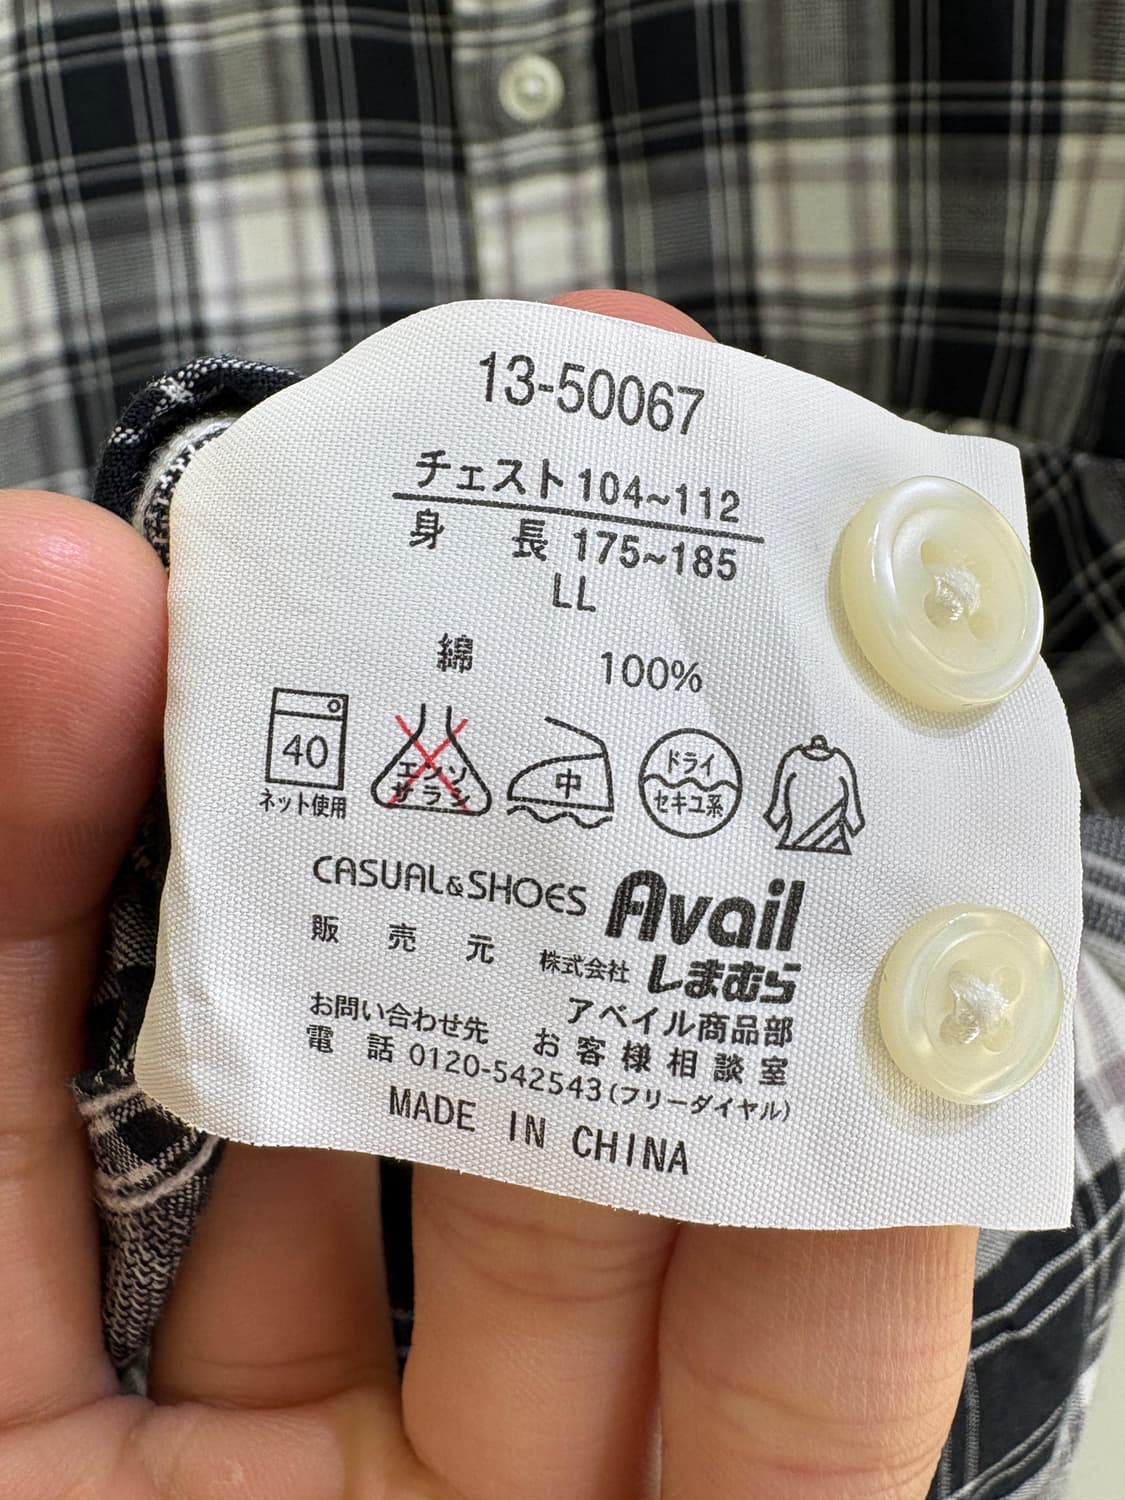 13-50067
チェスト 104~112
身長 175~185
LL
綿 100%
40
ネット使用
エンソ
サラシ
中
ドライ
セキユ系
CASUAL&SHOES Avail
販売元 株式会社 しまむら
アベイル商品部
お問い合わせ先 お客様相談室
電話 0120-542543(フリーダイヤル)
MADE IN CHINA